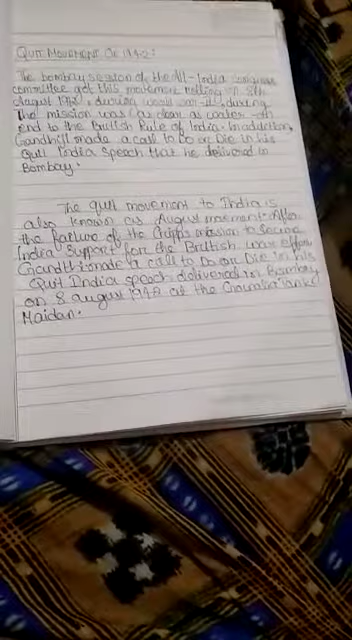 QUIT MOVEMENT OF 1942:
The bombay session of the All-India congress
committee got this movement rolling on 8th
August 1942, during world war-II, during
The mission was clear as water - an
end to the British Rule of India. In addition,
Gandhi made a call to Do or Die in his
Quit India speech that he delivered in
Bombay.
The quit movement to India is
also known as August movement. After
the failure of the Cripps mission to secure
India Support for the British war effort
Gandhi made a call to Do or Die in his
Quit India speech delivered in Bombay
on 8 august 1942 at the Gowalia Tank
Maidan.